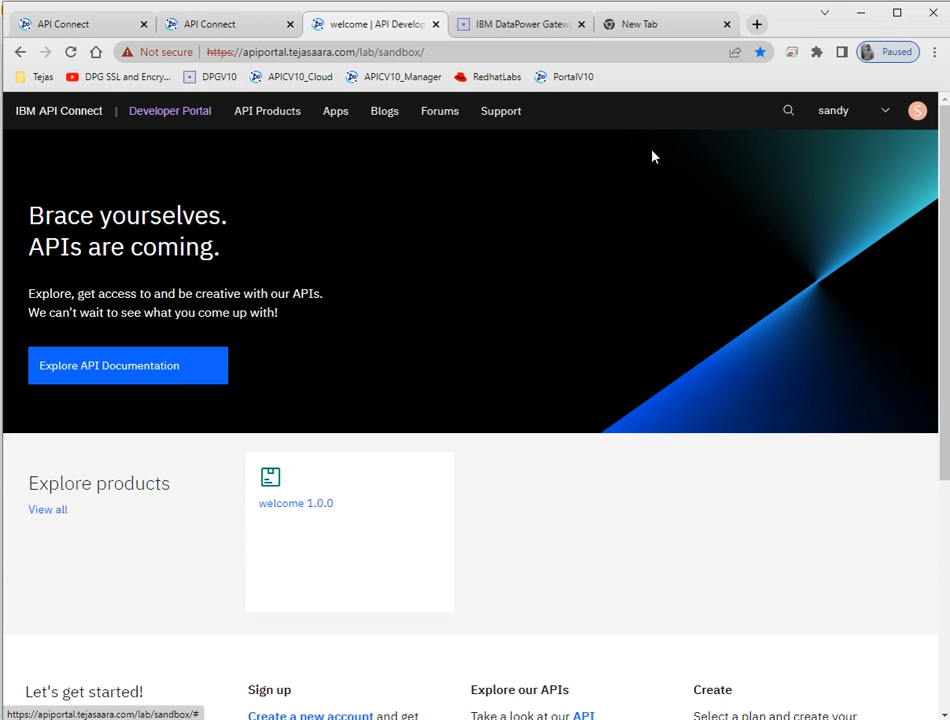 API Connect
API Connect
welcome | API Develop
IBM DataPower Gatew
New Tab
Not secure
https://apiportal.tejasaara.com/lab/sandbox/
Paused
Tejas
DPG SSL and Encry...
DPGV10
APICV10_Cloud
APICV10_Manager
RedhatLabs
PortalV10
IBM API Connect | Developer Portal API Products Apps Blogs Forums Support
sandy
S
Brace yourselves.
APIs are coming.
Explore, get access to and be creative with our APIs.
We can't wait to see what you come up with!
Explore API Documentation
Explore products
View all
welcome 1.0.0
Let's get started!
Sign up
Create a new account and get
Explore our APIs
Take a look at our API
Create
Select a plan and create your
https://apiportal.tejasaara.com/lab/sandbox/#